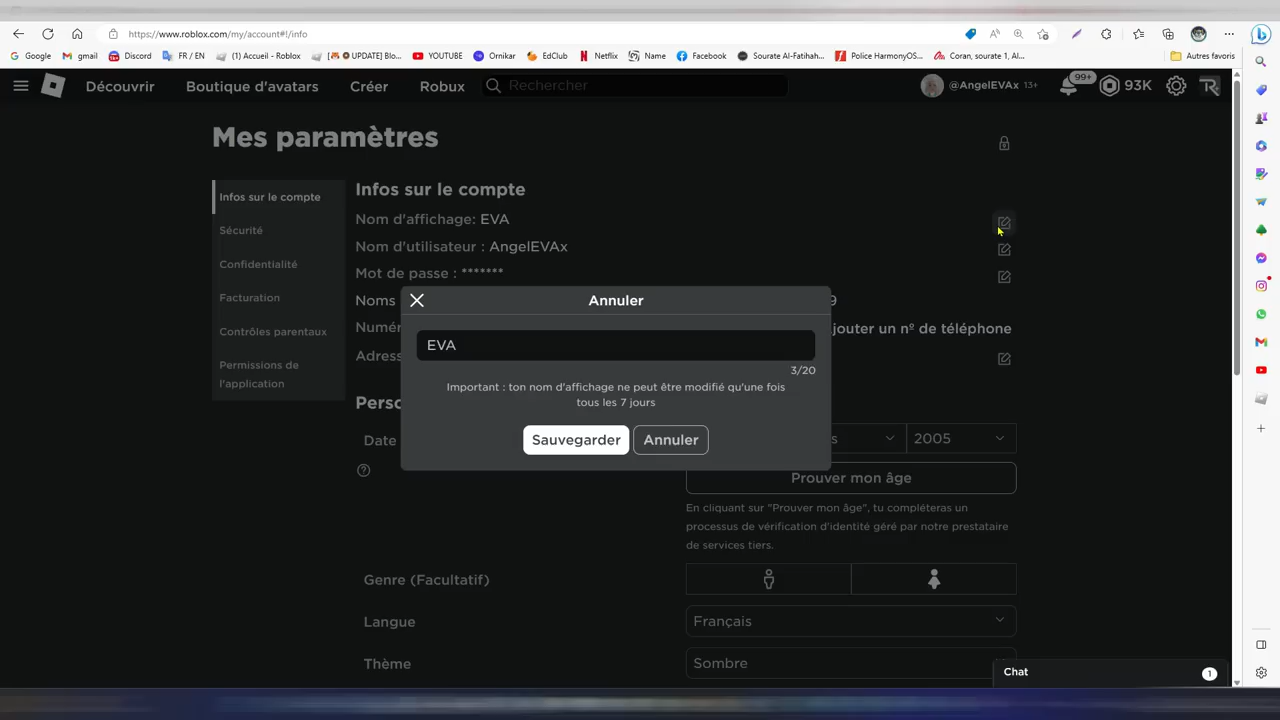 https://www.roblox.com/my/account#!/info
Google
gmail
Discord
FR / EN
(1) Accueil - Roblox
UPDATE] Blo...
YOUTUBE
Ornikar
EdClub
Netflix
Name
Facebook
Sourate Al-Fatihah...
Police HarmonyOS...
Coran, sourate 1, Al...
Autres favoris
Découvrir
Boutique d'avatars
Créer
Robux
Rechercher
@AngelEVAx 13+
99+
93K
Mes paramètres
Infos sur le compte
Sécurité
Confidentialité
Facturation
Contrôles parentaux
Permissions de
l'application
Infos sur le compte
Nom d'affichage: EVA
Nom d'utilisateur : AngelEVAx
Mot de passe : *******
Noms
9
Numér
jouter un nº de téléphone
Adres
Annuler
EVA
3/20
Important : ton nom d'affichage ne peut être modifié qu'une fois
tous les 7 jours
Sauvegarder
Annuler
Perso
Date
s
2005
Prouver mon âge
En cliquant sur "Prouver mon âge", tu compléteras un
processus de vérification d'identité géré par notre prestataire
de services tiers.
Genre (Facultatif)
Langue
Français
Thème
Sombre
Chat
1